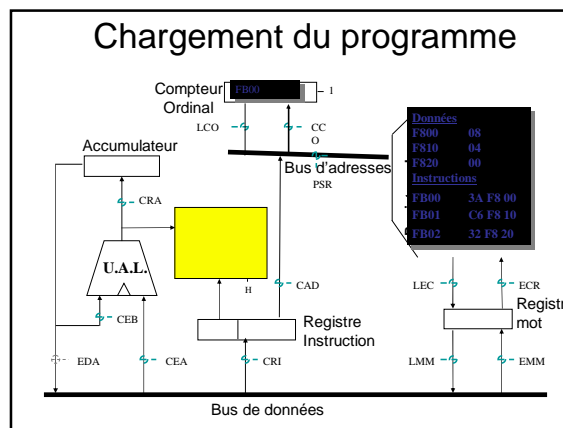 Chargement du programme
Compteur
Ordinal
FB00
1
LCO
CC
O
Bus d'adresses
PSR
Accumulateur
CRA
U.A.L.
H
CAD
CEB
EDA
CEA
CRI
Registre
Instruction
Données
F800 08
F810 04
F820 00
Instructions
FB00 3A F8 00
FB01 C6 F8 10
FB02 32 F8 20
LEC
ECR
Registr
mot
LMM
EMM
Bus de données